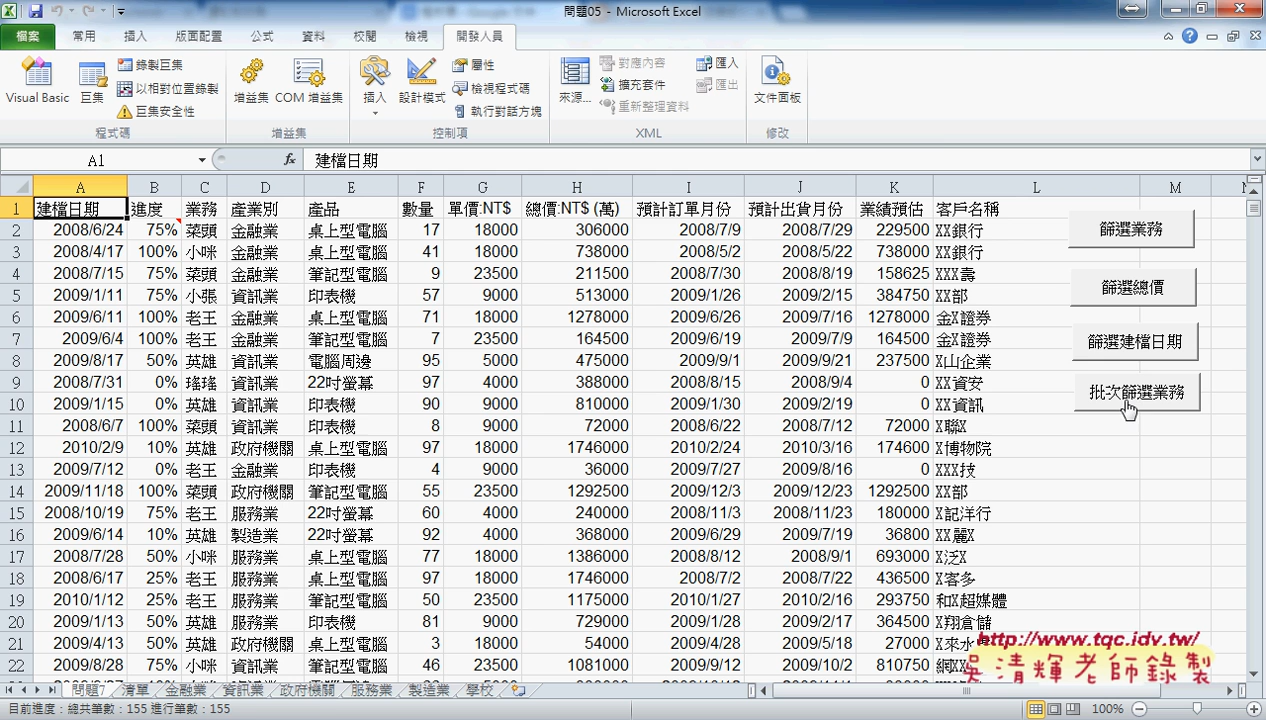 問題05 - Microsoft Excel
檔案 常用 插入 版面配置 公式 資料 校閱 檢視 開發人員
Visual Basic 巨集 錄製巨集 以相對位置錄製 巨集安全性 程式碼
增益集 COM 增益集 增益集
插入 設計模式 屬性 檢視程式碼 執行對話方塊 控制項
來源... 對應內容 擴充套件 重新整理資料 匯入 匯出 XML
文件面板 修改
A1 fx 建檔日期
A B C D E F G H I J K L M N
1 建檔日期 進度 業務 產業別 產品 數量 單價:NT$ 總價:NT$ (萬) 預計訂單月份 預計出貨月份 業績預估 客戶名稱
2 2008/6/24 75% 菜頭 金融業 桌上型電腦 17 18000 306000 2008/7/9 2008/7/29 229500 XX銀行
3 2008/4/17 100% 小咪 金融業 桌上型電腦 41 18000 738000 2008/5/2 2008/5/22 738000 XX銀行
4 2008/7/15 75% 菜頭 金融業 筆記型電腦 9 23500 211500 2008/7/30 2008/8/19 158625 XXX壽
5 2009/1/11 75% 小張 資訊業 印表機 57 9000 513000 2009/1/26 2009/2/15 384750 XX部
6 2009/6/11 100% 老王 金融業 桌上型電腦 71 18000 1278000 2009/6/26 2009/7/16 1278000 金X證券
7 2009/6/4 100% 老王 金融業 筆記型電腦 7 23500 164500 2009/6/19 2009/7/9 164500 金X證券
8 2009/8/17 50% 英雄 資訊業 電腦周邊 95 5000 475000 2009/9/1 2009/9/21 237500 X山企業
9 2008/7/31 0% 瑤瑤 資訊業 22吋螢幕 97 4000 388000 2008/8/15 2008/9/4 0 XX資安
10 2009/1/15 0% 英雄 資訊業 印表機 90 9000 810000 2009/1/30 2009/2/19 0 XX資訊
11 2008/6/7 100% 菜頭 資訊業 印表機 8 9000 72000 2008/6/22 2008/7/12 72000 X聯X
12 2010/2/9 10% 英雄 政府機關 桌上型電腦 97 18000 1746000 2010/2/24 2010/3/16 174600 X博物院
13 2009/7/12 0% 老王 金融業 印表機 4 9000 36000 2009/7/27 2009/8/16 0 XXX技
14 2009/11/18 100% 菜頭 政府機關 筆記型電腦 55 23500 1292500 2009/12/3 2009/12/23 1292500 XX部
15 2008/10/19 75% 老王 服務業 22吋螢幕 60 4000 240000 2008/11/3 2008/11/23 180000 X記洋行
16 2009/6/14 10% 英雄 製造業 22吋螢幕 92 4000 368000 2009/6/29 2009/7/19 36800 XX麗X
17 2008/7/28 50% 小咪 服務業 桌上型電腦 77 18000 1386000 2008/8/12 2008/9/1 693000 X泛X
18 2008/6/17 25% 老王 服務業 桌上型電腦 97 18000 1746000 2008/7/2 2008/7/22 436500 X客多
19 2010/1/12 25% 老王 服務業 筆記型電腦 50 23500 1175000 2010/1/27 2010/2/16 293750 和X超媒體
20 2009/1/13 50% 英雄 服務業 印表機 81 9000 729000 2009/1/28 2009/2/17 364500 X翔倉儲
21 2009/4/13 50% 英雄 政府機關 桌上型電腦 3 18000 54000 2009/4/28 2009/5/18 27000 X來水
22 2009/8/28 75% 小咪 資訊業 筆記型電腦 46 23500 1081000 2009/9/12 2009/10/2 810750 網XX
篩選業務
篩選總價
篩選建檔日期
批次篩選業務
http://www.tqc.idv.tw/
吳清輝老師錄製
問題7 清單 金融業 資訊業 政府機關 服務業 製造業 學校
目前進度：總共筆數：155 進行筆數：155 100%